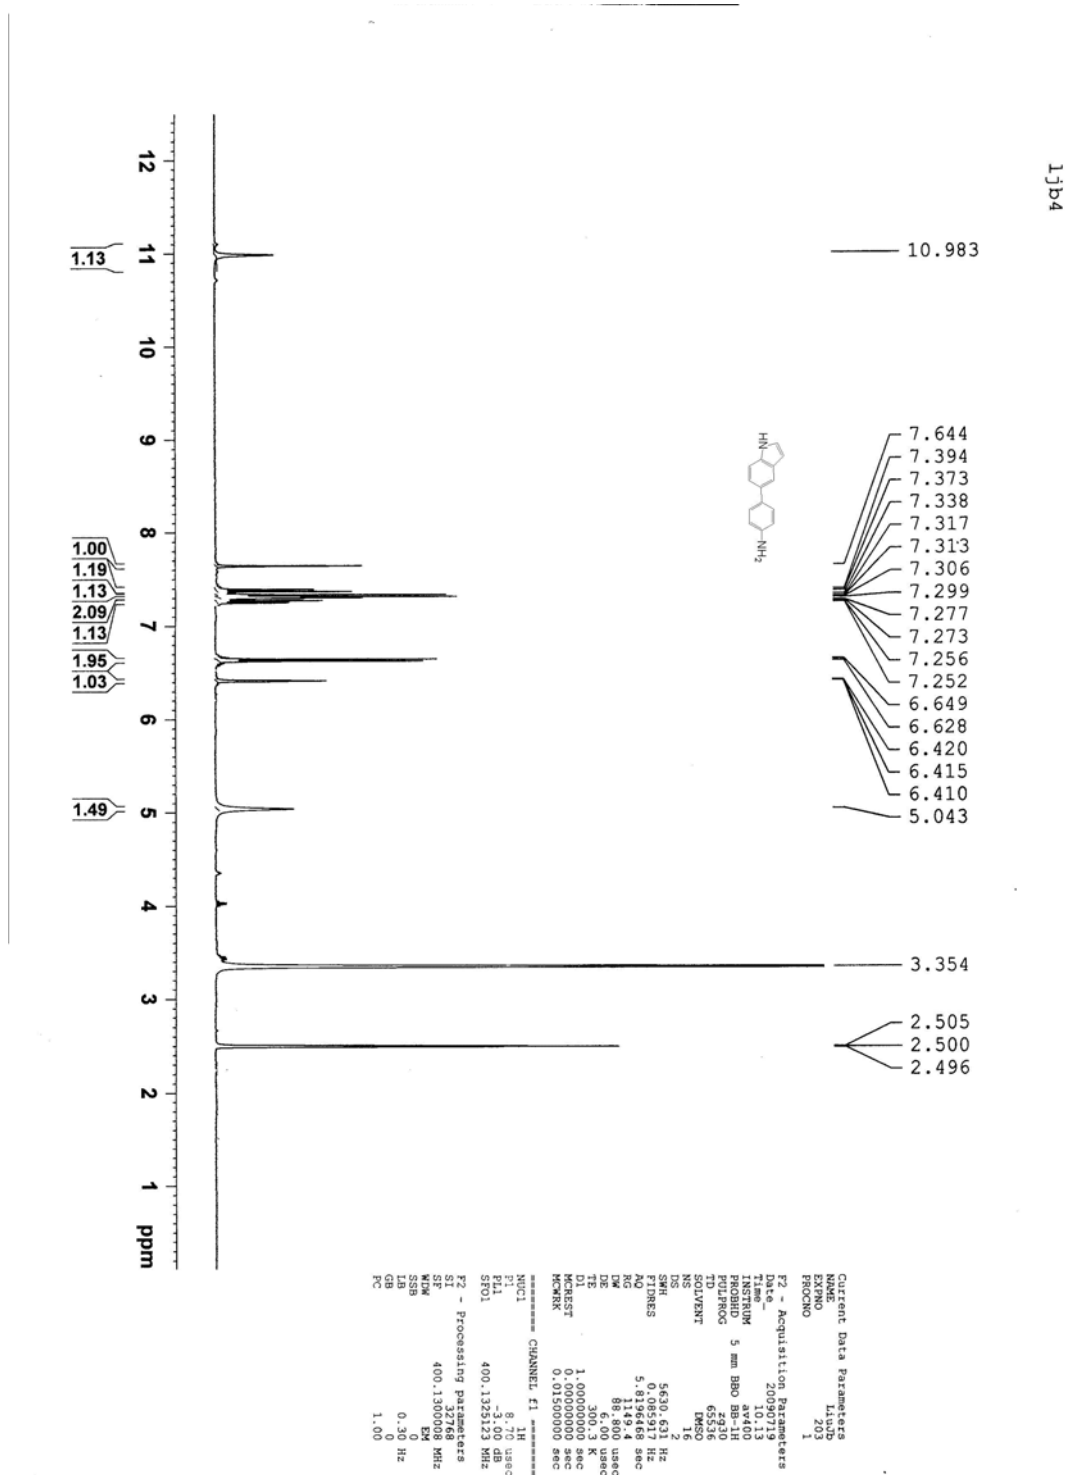 ljb4
10.983
7.644
7.394
7.373
7.338
7.317
7.313
7.306
7.299
7.277
7.273
7.256
7.252
6.649
6.628
6.420
6.415
6.410
5.043
3.354
2.505
2.500
2.496
HN
NH2
12 11 10 9 8 7 6 5 4 3 2 1 ppm
1.13
1.00
1.19
1.13
2.09
1.13
1.95
1.03
1.49
Current Data Parameters
NAME LiuJb
EXPNO 203
PROCNO 1
F2 - Acquisition Parameters
Date_ 20090719
Time 10.13
INSTRUM av400
PROBHD 5 mm BBO BB-1H
PULPROG zg30
TD 65536
SOLVENT DMSO
NS 16
DS 2
SWH 5630.631 Hz
FIDRES 0.085917 Hz
AQ 5.8196468 sec
RG 1149.4
DW 88.800 usec
DE 6.00 usec
TE 300.3 K
D1 1.00000000 sec
MCREST 0.00000000 sec
MCWRK 0.01500000 sec
======== CHANNEL f1 ========
NUC1 1H
P1 8.70 usec
PL1 -3.00 dB
SFO1 400.1325123 MHz
F2 - Processing parameters
SI 32768
SF 400.1300008 MHz
WDW EM
SSB 0
LB 0.30 Hz
GB 0
PC 1.00